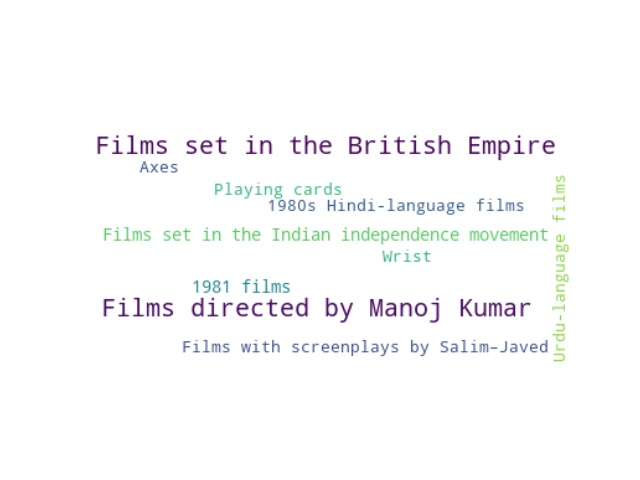 Films set in the British Empire
Axes
Playing cards
1980s Hindi-language films
Films set in the Indian independence movement
Wrist
1981 films
Films directed by Manoj Kumar
Films with screenplays by Salim–Javed
Urdu-language films